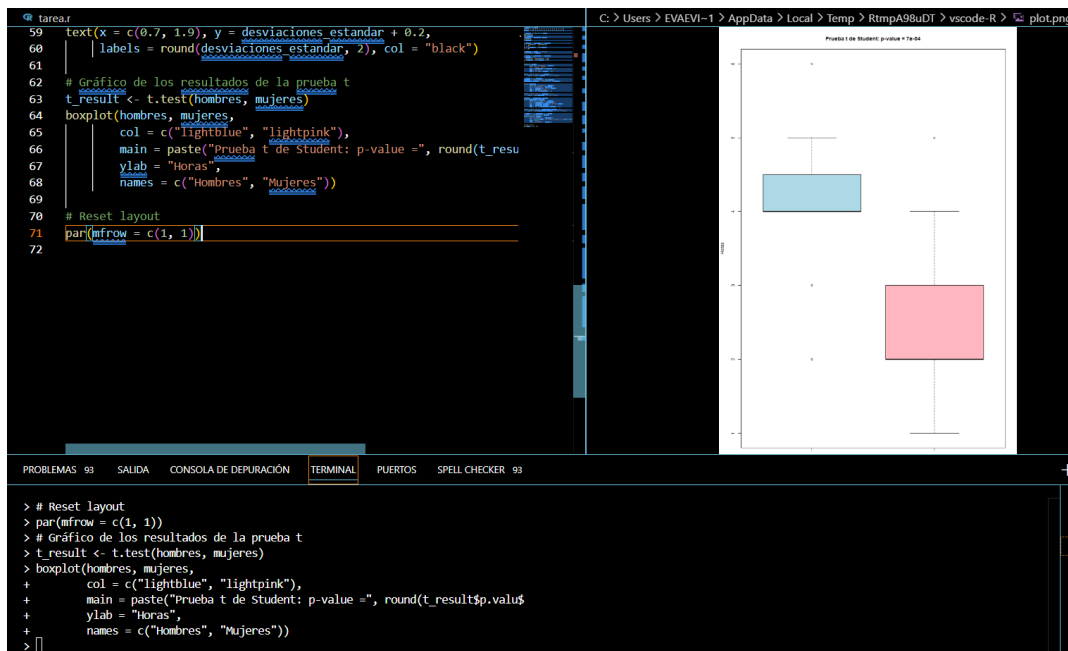 tarea.r
C: > Users > EVAEVI~1 > AppData > Local > Temp > RtmpA98uDT > vscode-R > plot.png
59 text(x = c(0.7, 1.9), y = desviaciones_estandar + 0.2,
60 labels = round(desviaciones_estandar, 2), col = "black")
61
62 # Gráfico de los resultados de la prueba t
63 t_result <- t.test(hombres, mujeres)
64 boxplot(hombres, mujeres,
65 col = c("lightblue", "lightpink"),
66 main = paste("Prueba t de Student: p-value =", round(t_resu
67 ylab = "Horas",
68 names = c("Hombres", "Mujeres"))
69
70 # Reset layout
71 par(mfrow = c(1, 1))
72
Prueba t de Student: p-value = 7e-04
Horas
6
5
4
3
2
1
PROBLEMAS 93 SALIDA CONSOLA DE DEPURACIÓN TERMINAL PUERTOS SPELL CHECKER 93
> # Reset layout
> par(mfrow = c(1, 1))
> # Gráfico de los resultados de la prueba t
> t_result <- t.test(hombres, mujeres)
> boxplot(hombres, mujeres,
+ col = c("lightblue", "lightpink"),
+ main = paste("Prueba t de Student: p-value =", round(t_result$p.valu$
+ ylab = "Horas",
+ names = c("Hombres", "Mujeres"))
>